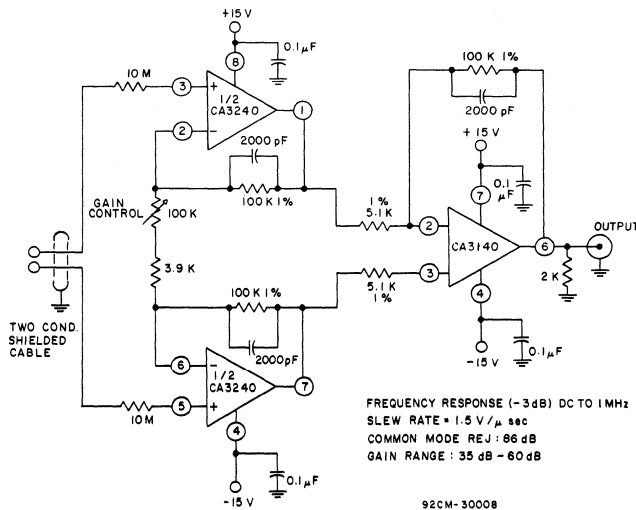 +15 V
0.1 µF
8
10 M
3
+
1/2
CA3240
1
2
-
2000 pF
100 K 1%
GAIN
CONTROL
100 K
3.9 K
TWO COND.
SHIELDED
CABLE
100 K 1%
2000 pF
6
-
1/2
CA3240
7
5
+
10 M
4
0.1 µF
-15 V
100 K 1%
2000 pF
+ 15 V
7
0.1
µF
1%
5.1 K
2
CA3140
6
OUTPUT
3
5.1 K
1%
2 K
4
-15 V
0.1 µF
FREQUENCY RESPONSE (-3dB) DC TO 1 MHz
SLEW RATE = 1.5 V/µ sec
COMMON MODE REJ : 86 dB
GAIN RANGE : 35 dB - 60 dB
92CM-30008